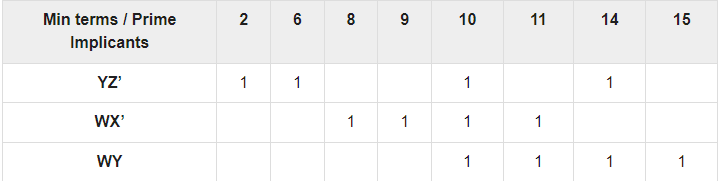 Min terms / Prime Implicants 2 6 8 9 10 11 14 15
YZ’ 1 1 1 1
WX’ 1 1 1 1
WY 1 1 1 1